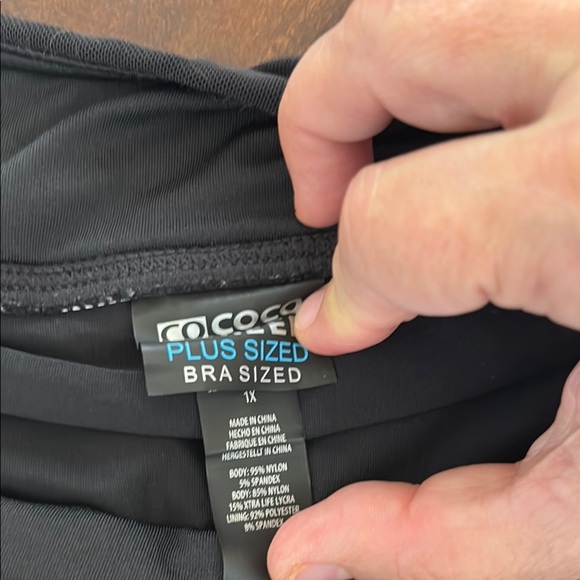 COCO
PLUS SIZED
BRA SIZED
1X
MADE IN CHINA
HECHO EN CHINA
FABRIQUE EN CHINE
HERGESTELLT IN CHINA
BODY: 95% NYLON
5% SPANDEX
BODY: 85% NYLON
15% XTRA LIFE LYCRA
LINING: 92% POLYESTER
8% SPANDEX